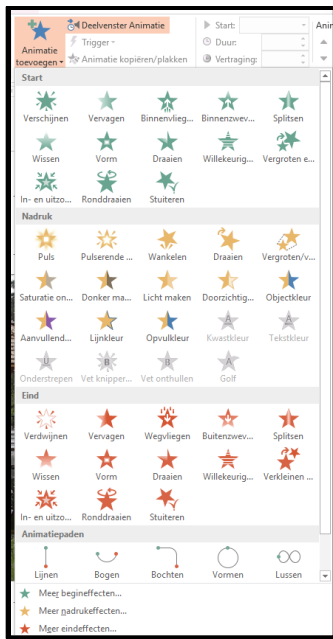 Animatie toevoegen
Deelvenster Animatie
Trigger
Animatie kopiëren/plakken
Start:
Duur:
Vertraging:
Ani
Start
Verschijnen Vervagen Binnenvlieg... Binnenzwev... Splitsen
Wissen Vorm Draaien Willekeurig... Vergroten e...
In- en uitzo... Ronddraaien Stuiteren
Nadruk
Puls Pulserende ... Wankelen Draaien Vergroten/v...
Saturatie on... Donker ma... Licht maken Doorzichtig... Objectkleur
Aanvullend... Lijnkleur Opvulkleur Kwastkleur Tekstkleur
Onderstrepen Vet knipper... Vet onthullen Golf
Eind
Verdwijnen Vervagen Wegvliegen Buitenzwev... Splitsen
Wissen Vorm Draaien Willekeurig... Verkleinen ...
In- en uitzo... Ronddraaien Stuiteren
Animatiepaden
Lijnen Bogen Bochten Vormen Lussen
Meer begineffecten...
Meer nadrukeffecten...
Meer eindeffecten...